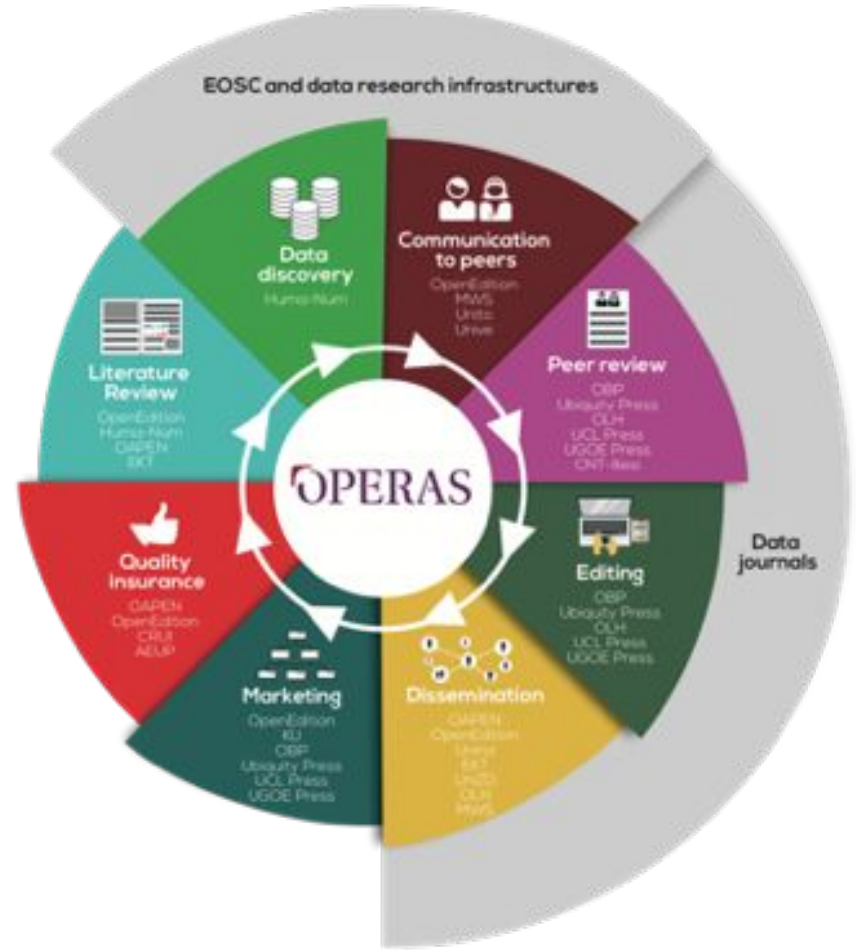 EOSC and data research infrastructures
Data
discovery
Huma-Num
Communication
to peers
OpenEdition
MWS
Unito
Unive
Peer review
OBP
Ubiquity Press
OLH
UCL Press
UGOE Press
Editing
OBP
Ubiquity Press
OLH
UCL Press
UGOE Press
Data
journals
Dissemination
OAPEN
OpenEdition
EKT
UniZD
OLH
MWS
Marketing
OpenEdition
KU
OBP
Ubiquity Press
UCL Press
UGOE Press
Quality
insurance
OAPEN
OpenEdition
CRUI
AEUP
Literature
Review
OpenEdition
Huma-Num
OAPEN
EKT
OPERAS